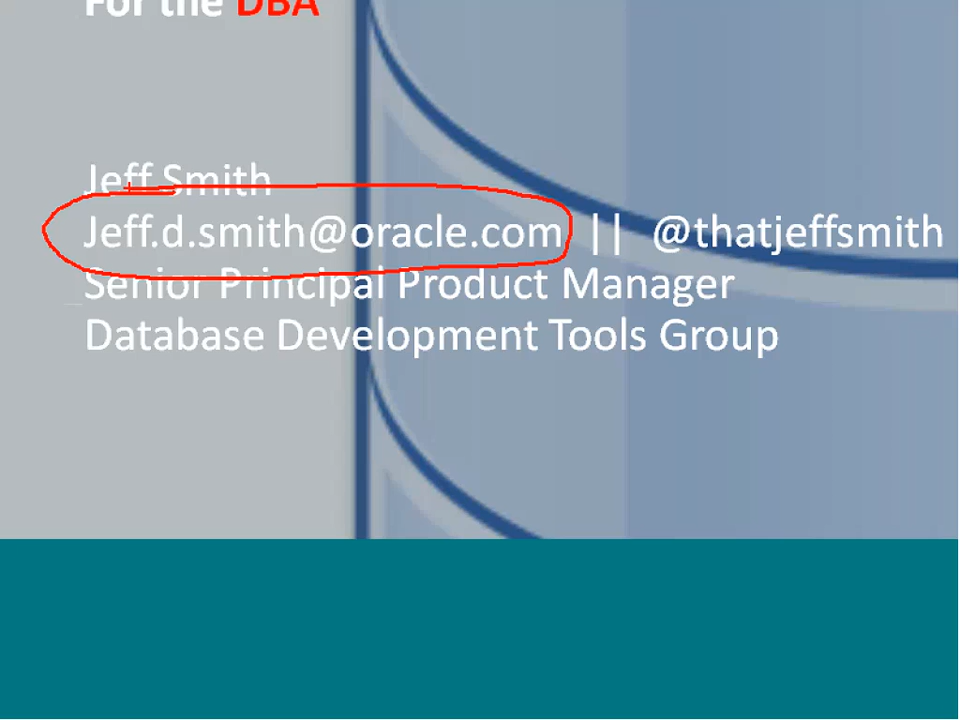 For the DBA
Jeff Smith
Jeff.d.smith@oracle.com || @thatjeffsmith
Senior Principal Product Manager
Database Development Tools Group